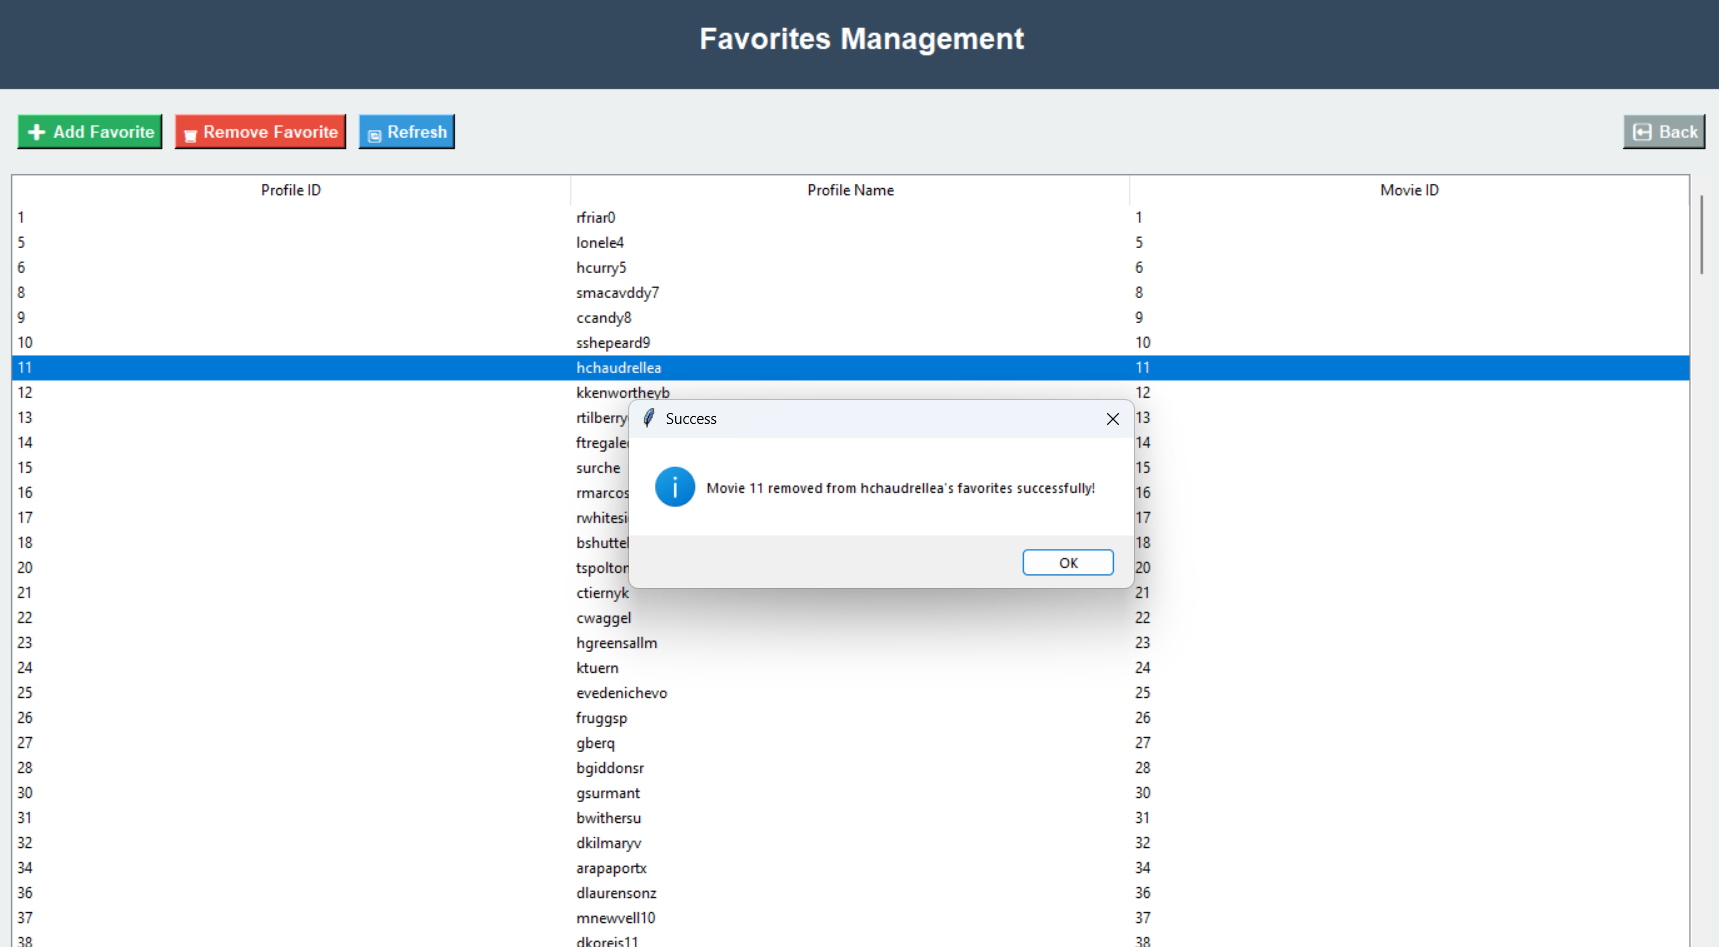 Favorites Management
Add Favorite Remove Favorite Refresh Back
Profile ID Profile Name Movie ID
1 rfriar0 1
5 lonele4 5
6 hcurry5 6
8 smacavddy7 8
9 ccandy8 9
10 sshepeard9 10
11 hchaudrellea 11
12 kkenwortheyb 12
13 rtilberry 13
14 ftregale 14
15 surche 15
16 rmarcos 16
17 rwhitesi 17
18 bshuttel 18
20 tspolton 20
21 ctiernyk 21
22 cwaggel 22
23 hgreensallm 23
24 ktuern 24
25 evedenichevo 25
26 fruggsp 26
27 gberq 27
28 bgiddonsr 28
30 gsurmant 30
31 bwithersu 31
32 dkilmaryv 32
34 arapaportx 34
36 dlaurensonz 36
37 mnewvell10 37
38 dkoreis11 38
Success
Movie 11 removed from hchaudrellea's favorites successfully!
OK